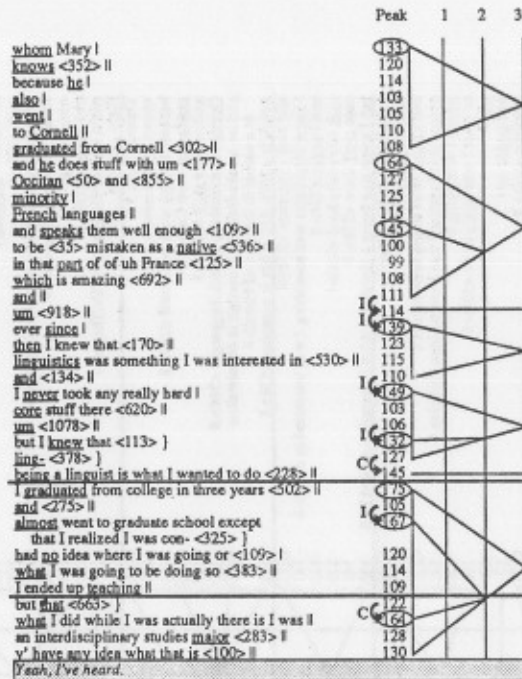 Peak 1 2 3
whom Mary | 133
knows <352> || 120
because he | 114
also | 103
went | 105
to Cornell || 110
graduated from Cornell <302>|| 108
and he does stuff with um <177> || 164
Occitan <50> and <855> || 127
minority | 125
French languages || 115
and speaks them well enough <109> || 145
to be <35> mistaken as a native <536> || 100
in that part of of uh France <125> || 99
which is amazing <692> || 108
and || 111
um <918> || I 114
ever since | I 139
then I knew that <170> || 123
linguistics was something I was interested in <530> || 115
and <134> || 110
I never took any really hard | I 149
core stuff there <620> || 103
um <1078> || 106
but I knew that <113> } I 132
ling- <378> } 127
being a linguist is what I wanted to do <228> || C 145
I graduated from college in three years <502> || 175
and <275> || 105
almost went to graduate school except I 167
that I realized I was con- <325> }
had no idea where I was going or <109> | 120
what I was going to be doing so <383> || 114
I ended up teaching || 109
but that <663> } 122
what I did while I was actually there is I was || C 164
an interdisciplinary studies major <283> || 128
y' have any idea what that is <100> || 130
Yeah, I've heard.